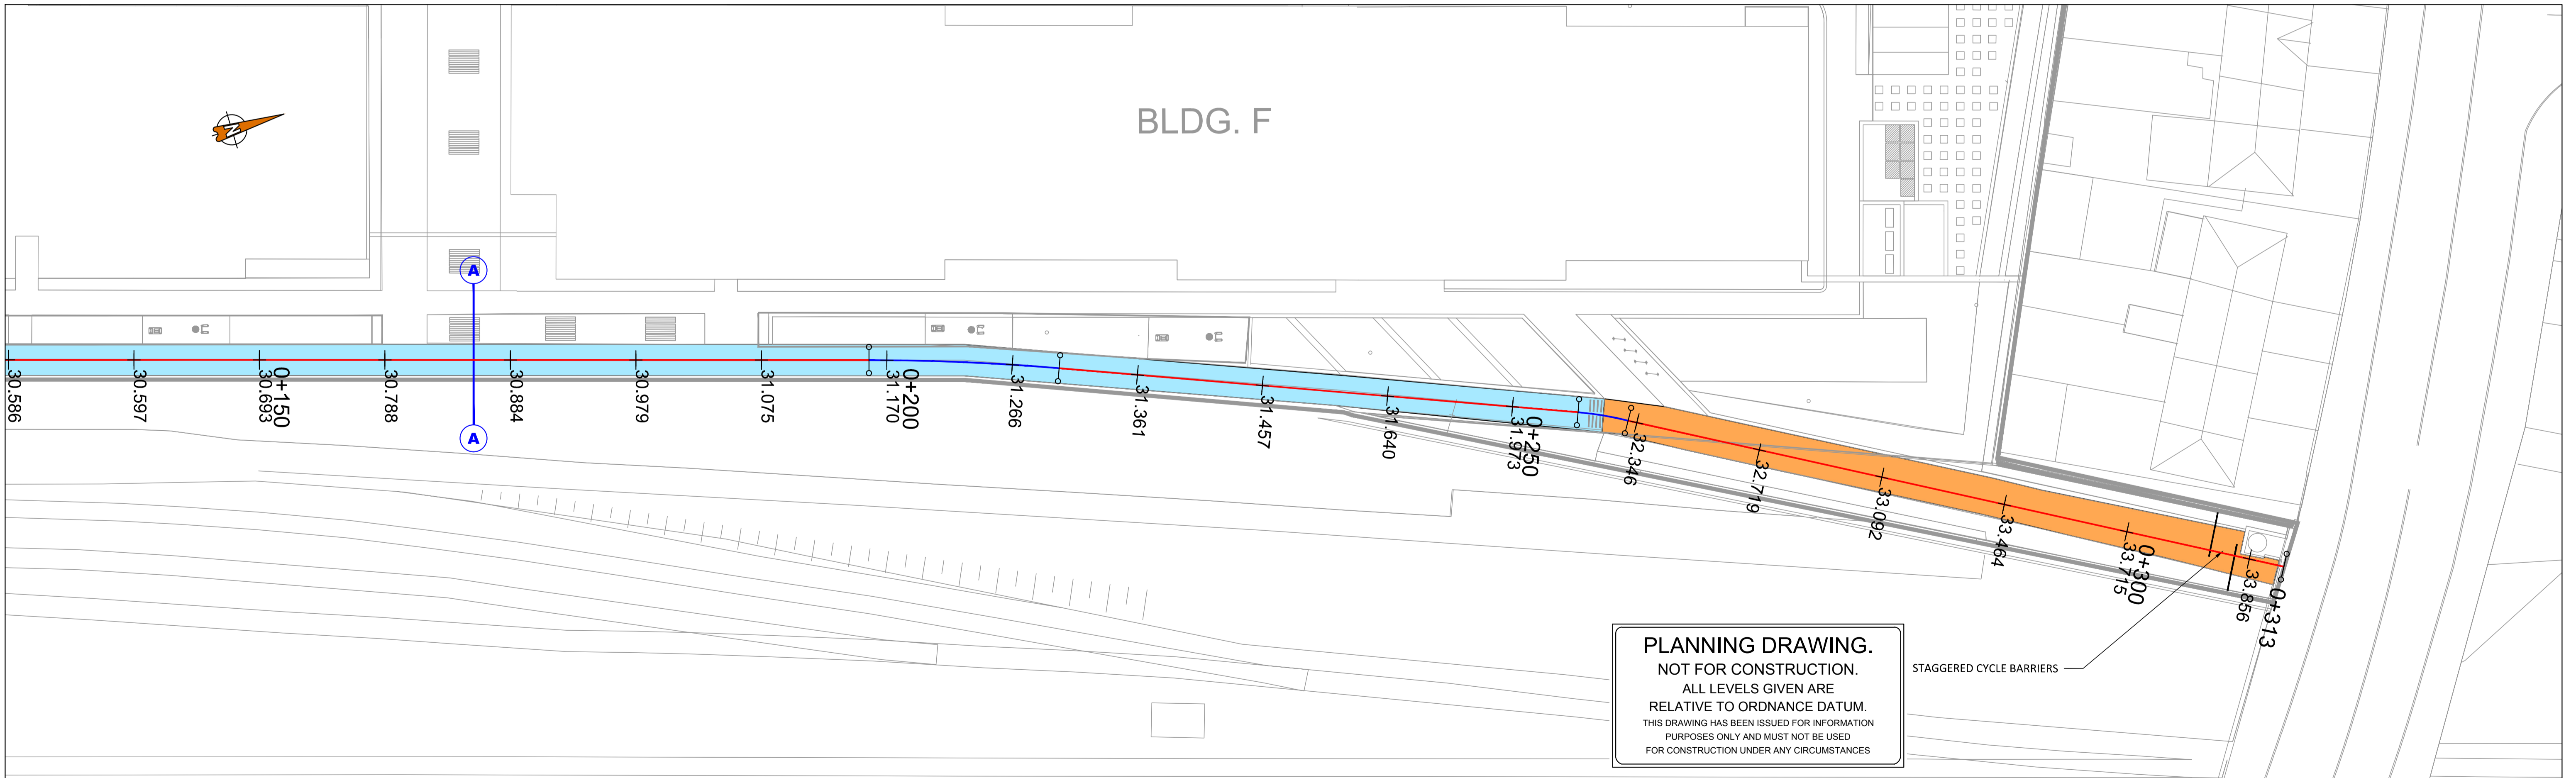 BLDG. F
N
A
A
30.586
30.597
30.693
0+150
30.788
30.884
30.979
31.075
31.170
0+200
31.266
31.361
31.457
31.640
31.973
0+250
32.346
32.719
33.092
33.464
33.715
0+300
33.856
0+313
STAGGERED CYCLE BARRIERS
PLANNING DRAWING.
NOT FOR CONSTRUCTION.
ALL LEVELS GIVEN ARE
RELATIVE TO ORDNANCE DATUM.
THIS DRAWING HAS BEEN ISSUED FOR INFORMATION
PURPOSES ONLY AND MUST NOT BE USED
FOR CONSTRUCTION UNDER ANY CIRCUMSTANCES